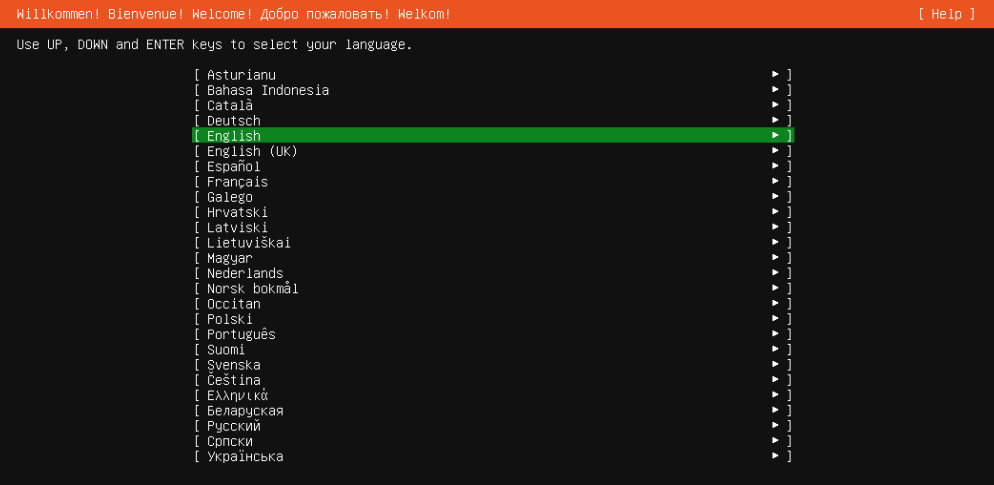 Willkommen! Bienvenue! Welcome! Добро пожаловать! Welkom! [ Help ]
Use UP, DOWN and ENTER keys to select your language.
[ Asturianu ► ]
[ Bahasa Indonesia ► ]
[ Català ► ]
[ Deutsch ► ]
[ English ► ]
[ English (UK) ► ]
[ Español ► ]
[ Français ► ]
[ Galego ► ]
[ Hrvatski ► ]
[ Latviski ► ]
[ Lietuviškai ► ]
[ Magyar ► ]
[ Nederlands ► ]
[ Norsk bokmål ► ]
[ Occitan ► ]
[ Polski ► ]
[ Português ► ]
[ Suomi ► ]
[ Svenska ► ]
[ Čeština ► ]
[ Ελληνικά ► ]
[ Беларуская ► ]
[ Русский ► ]
[ Српски ► ]
[ Українська ► ]